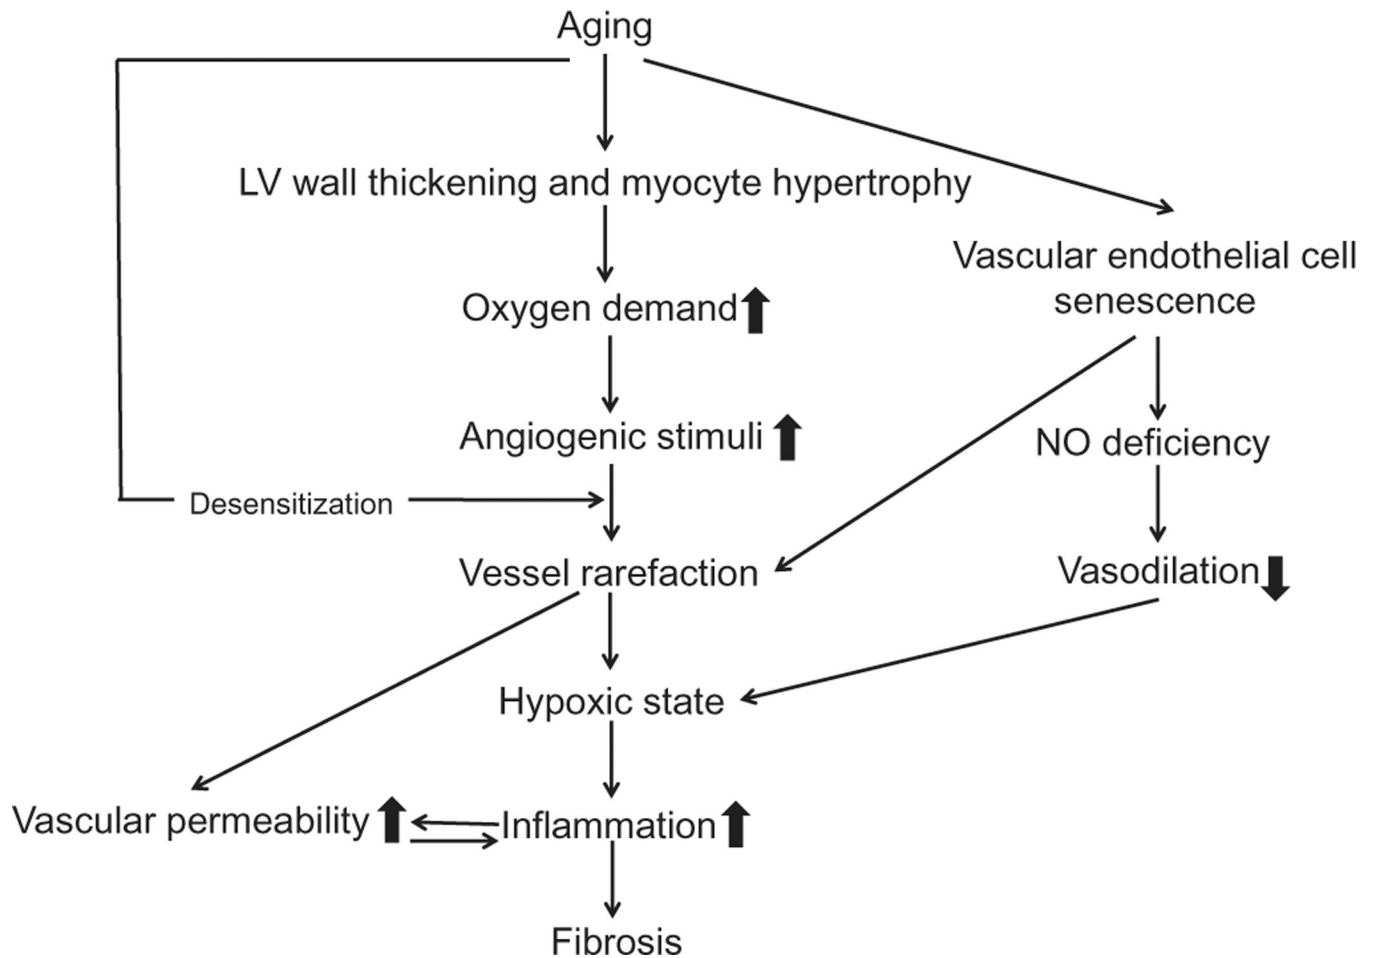 Aging
LV wall thickening and myocyte hypertrophy
Vascular endothelial cell
senescence
Oxygen demand
Angiogenic stimuli
NO deficiency
Desensitization
Vessel rarefaction
Vasodilation
Hypoxic state
Vascular permeability
Inflammation
Fibrosis